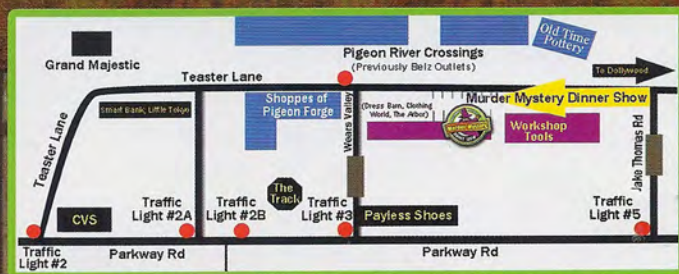 Grand Majestic
Pigeon River Crossings
(Previously Belz Outlets)
Old Time
Pottery
To Dollywood
Teaster Lane
Murder Mystery Dinner Show
Teaster Lane
Smart Bank, Little Tokyo
Shoppes of
Pigeon Forge
Wears Valley
(Dress Barn, Clothing
World, The Arbor)
Murder Mystery
Workshop
Tools
Jake Thomas Rd
CVS
Traffic
Light #2A
Traffic
Light #2B
The
Track
Traffic
Light #3
Payless Shoes
Traffic
Light #5
Traffic
Light #2
Parkway Rd
Parkway Rd